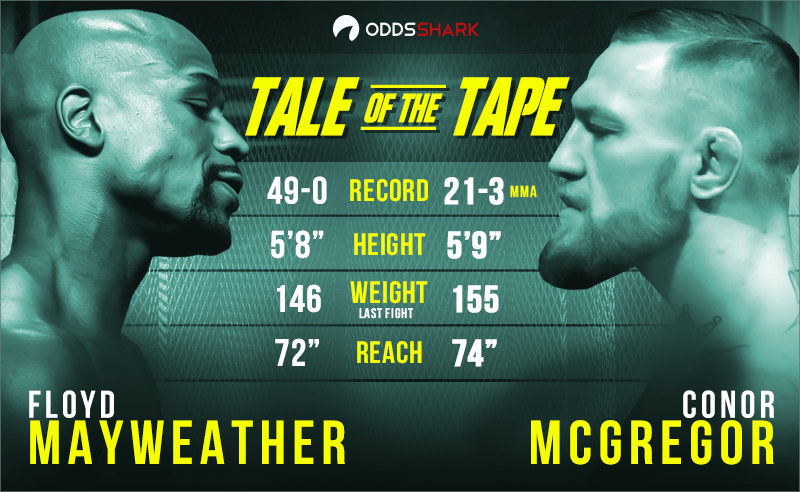 ODDSSHARK
TALE OF THE TAPE
49-0 RECORD 21-3 MMA
5'8” HEIGHT 5'9”
146 WEIGHT 155
LAST FIGHT
72” REACH 74”
FLOYD
MAYWEATHER
CONOR
MCGREGOR